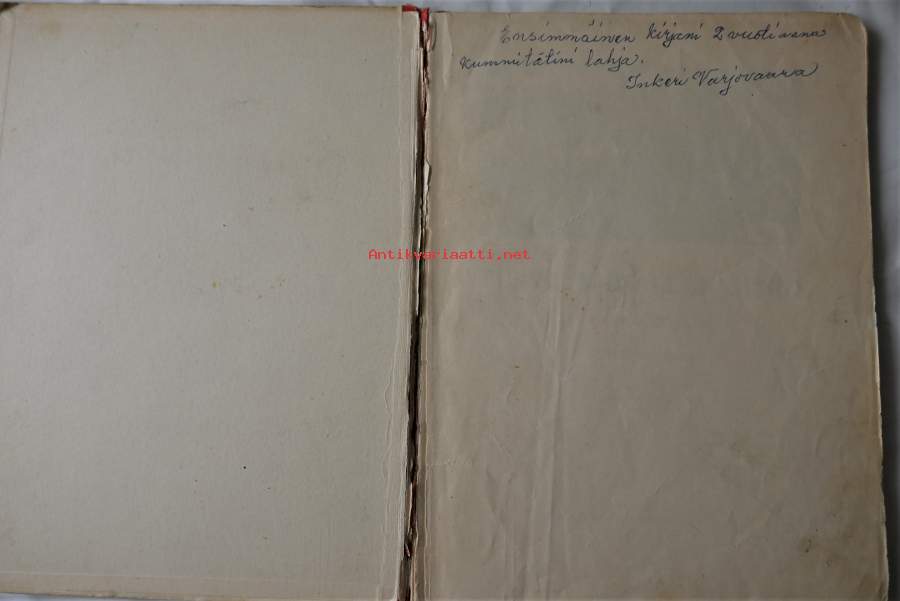 Ensimmäinen kirjani 2 vuotiaana
kummitätini lahja.
Inkeri Varjovaara
Antikvariaatti.net